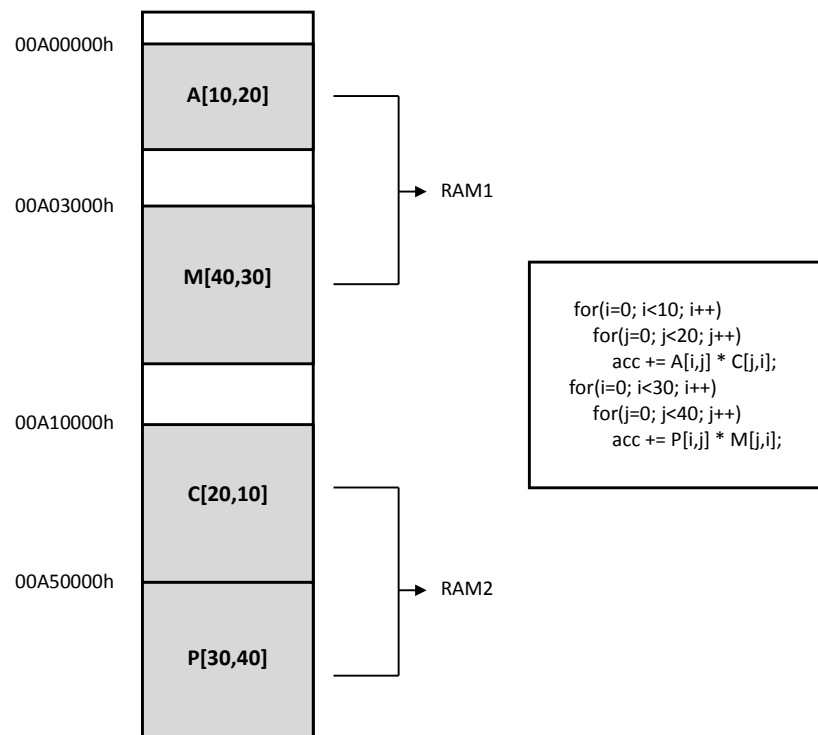 00A00000h
A[10,20]
RAM1
00A03000h
M[40,30]
for(i=0; i<10; i++)
for(j=0; j<20; j++)
acc += A[i,j] * C[j,i];
for(i=0; i<30; i++)
for(j=0; j<40; j++)
acc += P[i,j] * M[j,i];
00A10000h
C[20,10]
00A50000h
RAM2
P[30,40]